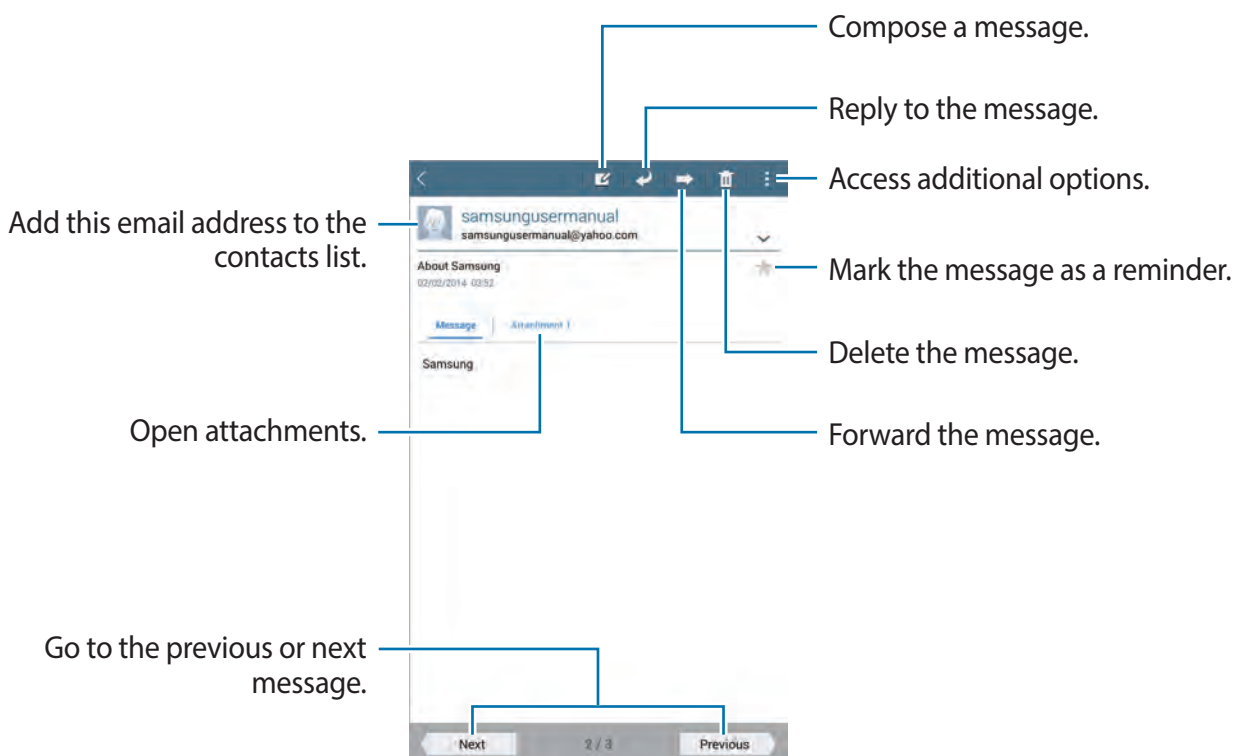 Compose a message.
Reply to the message.
Access additional options.
Add this email address to the
contacts list.
samsungusermanual
samsungusermanual@yahoo.com
Mark the message as a reminder.
About Samsung
02/02/2014 03:52
Message
Attachment 1
Delete the message.
Samsung
Open attachments.
Forward the message.
Go to the previous or next
message.
Next
2 / 3
Previous